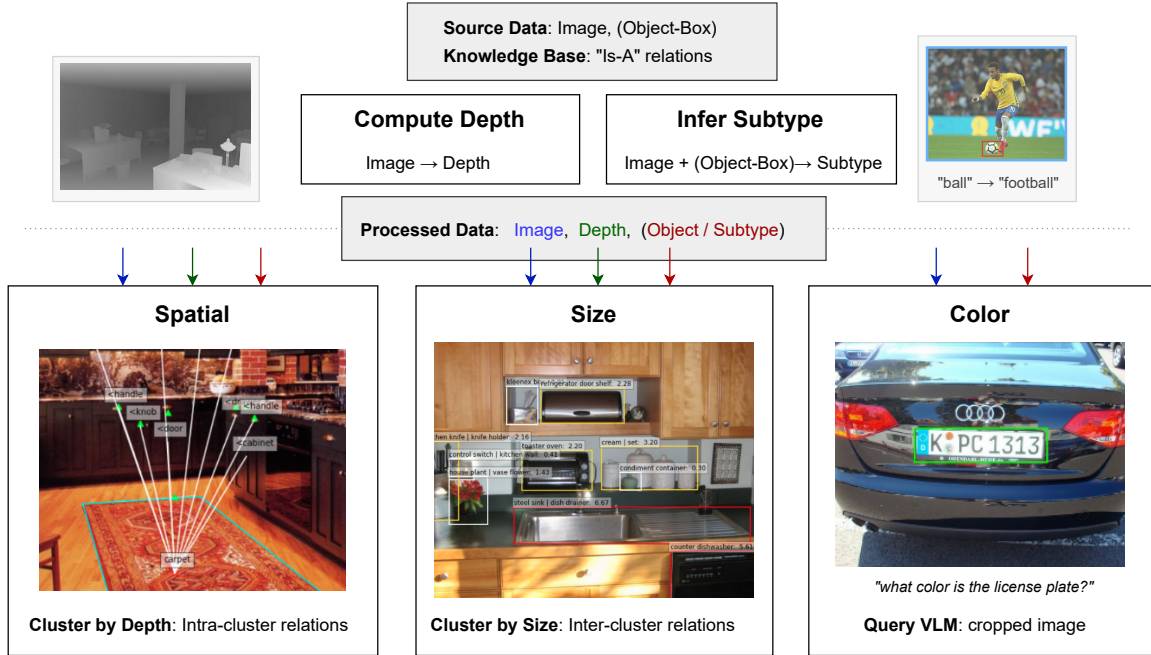 Source Data: Image, (Object-Box)
Knowledge Base: "Is-A" relations
Compute Depth
Image → Depth
Infer Subtype
Image + (Object-Box)→ Subtype
"ball" → "football"
Processed Data: Image, Depth, (Object / Subtype)
Spatial
<handle
<knob
<door
<handle
<cabinet
carpet
Cluster by Depth: Intra-cluster relations
Size
refrigerator door shelf: 2.28
knife | knife holder: 2.16
toaster oven: 2.20
cream | set: 3.20
control switch | kitchen wall: 0.41
house plant | vase flower: 1.43
condiment container: 0.30
steel sink | dish drainer: 6.67
counter dishwasher: 5.61
Cluster by Size: Inter-cluster relations
Color
K PC 1313
"what color is the license plate?"
Query VLM: cropped image